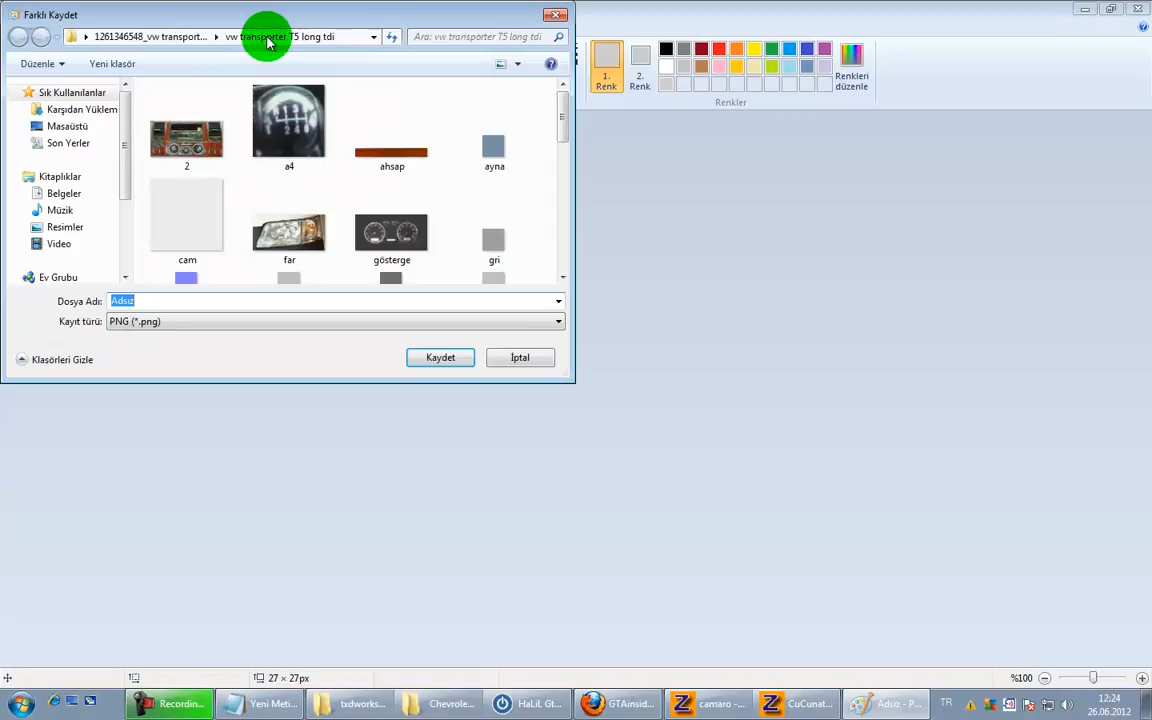 Farklı Kaydet
1261346548_vw transport... vw transporter T5 long tdi
Ara: vw transporter T5 long tdi
Düzenle Yeni klasör
Sık Kullanılanlar
Karşıdan Yüklem
Masaüstü
Son Yerler
Kitaplıklar
Belgeler
Müzik
Resimler
Video
Ev Grubu
2 a4 ahsap ayna
cam far gösterge gri
Dosya Adı: Adsız
Kayıt türü: PNG (*.png)
Klasörleri Gizle Kaydet İptal
1.
Renk
2.
Renk
Renkleri
düzenle
Renkler
27 × 27px
%100
Recordin...
Yeni Meti...
txdworks...
Chevrole...
HaLiL Gt...
GTAinsid...
camaro -...
CuCunat...
Adsız - P...
TR
12:24
26.06.2012